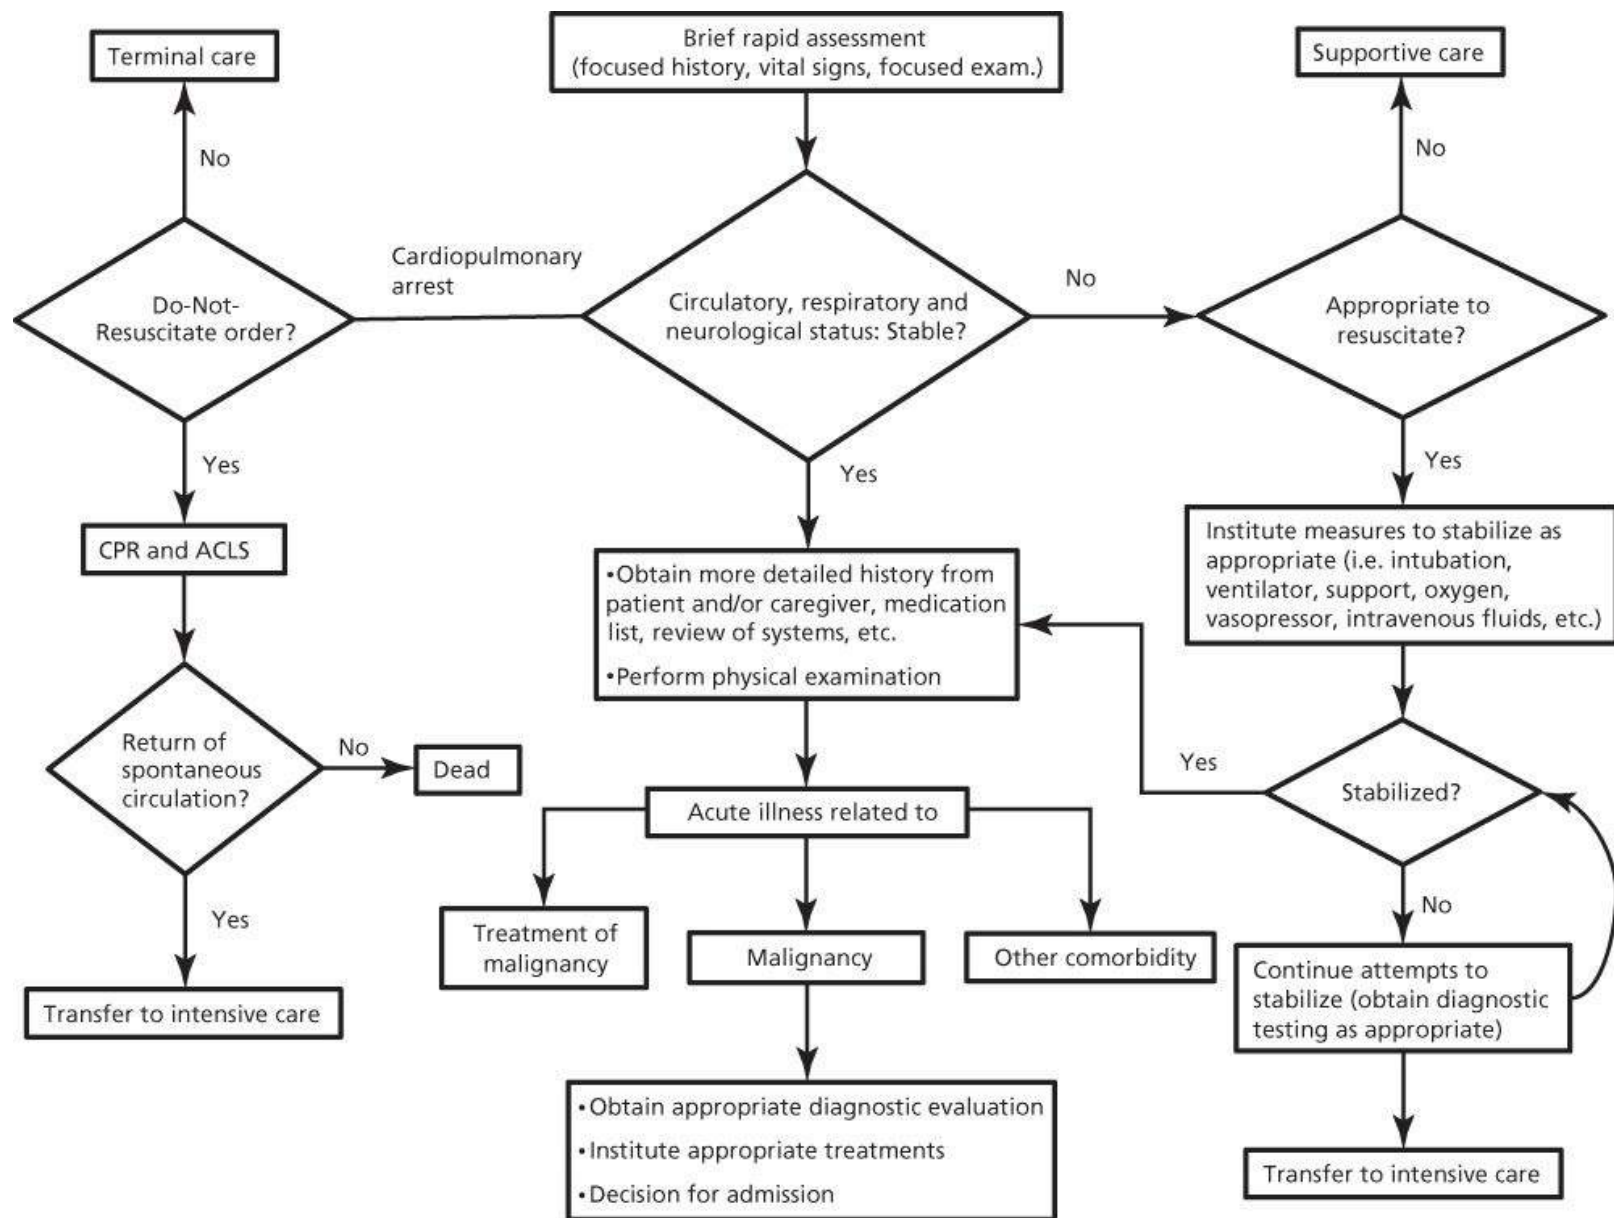 Terminal care
Brief rapid assessment
(focused history, vital signs, focused exam.)
Supportive care
No
No
Cardiopulmonary
arrest
Do-Not-
Resuscitate order?
Circulatory, respiratory and
neurological status: Stable?
No
Appropriate to
resuscitate?
Yes
Yes
Yes
CPR and ACLS
•Obtain more detailed history from
patient and/or caregiver, medication
list, review of systems, etc.
•Perform physical examination
Institute measures to stabilize as
appropriate (i.e. intubation,
ventilator, support, oxygen,
vasopressor, intravenous fluids, etc.)
Return of
spontaneous
circulation?
No
Dead
Yes
Stabilized?
Acute illness related to
Yes
No
Treatment of
malignancy
Malignancy
Other comorbidity
Continue attempts to
stabilize (obtain diagnostic
testing as appropriate)
Transfer to intensive care
•Obtain appropriate diagnostic evaluation
•Institute appropriate treatments
•Decision for admission
Transfer to intensive care